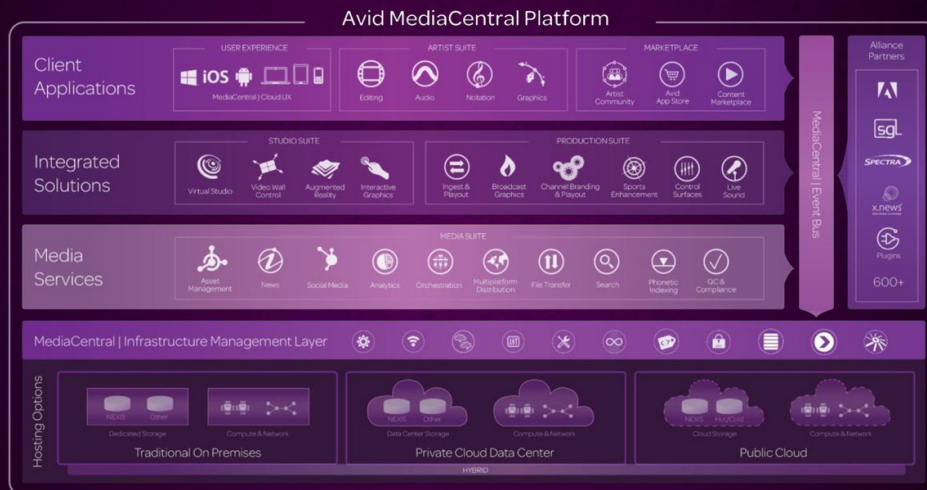 Avid MediaCentral Platform
Client
Applications
USER EXPERIENCE
iOS
MediaCentral | Cloud UX
ARTIST SUITE
Editing
Audio
Notation
Graphics
MARKETPLACE
Artist
Community
Avid
App Store
Content
Marketplace
Integrated
Solutions
STUDIO SUITE
Virtual Studio
Video Wall
Control
Augmented
Reality
Interactive
Graphics
PRODUCTION SUITE
Ingest &
Playout
Broadcast
Graphics
Channel Branding
& Playout
Sports
Enhancement
Control
Surfaces
Live
Sound
Media
Services
MEDIA SUITE
Asset
Management
News
Social Media
Analytics
Orchestration
Multiplatform
Distribution
File Transfer
Search
Phonetic
Indexing
QC &
Compliance
MediaCentral | Event Bus
Alliance
Partners
sgl
SPECTRA
x.news
Plugins
600+
MediaCentral | Infrastructure Management Layer
Hosting Options
NEXIS
Other
Dedicated Storage
Compute & Network
Traditional On Premises
NEXIS
Other
Data Center Storage
Compute & Network
Private Cloud Data Center
NEXIS
Hot/Cold
Cloud Storage
Compute & Network
Public Cloud
HYBRID